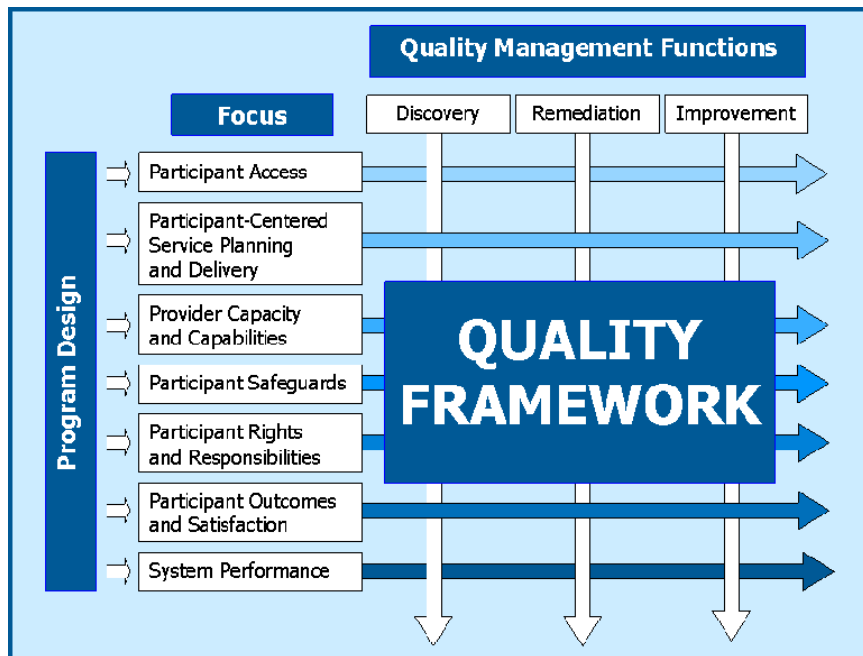 Quality Management Functions
Focus
Discovery
Remediation
Improvement
Program Design
Participant Access
Participant-Centered
Service Planning
and Delivery
Provider Capacity
and Capabilities
Participant Safeguards
Participant Rights
and Responsibilities
Participant Outcomes
and Satisfaction
System Performance
QUALITY
FRAMEWORK